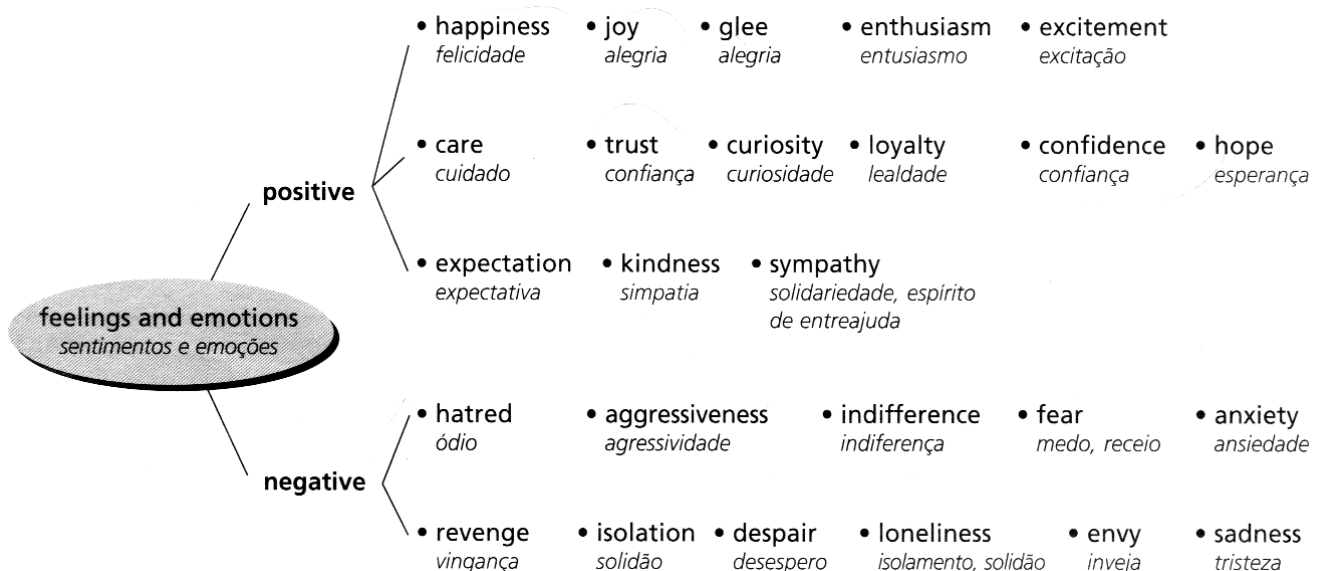 • happiness • joy • glee • enthusiasm • excitement
felicidade alegria alegria entusiasmo excitação
• care • trust • curiosity • loyalty • confidence • hope
cuidado confiança curiosidade lealdade confiança esperança
positive
• expectation • kindness • sympathy
expectativa simpatia solidariedade, espírito
de entreajuda
feelings and emotions
sentimentos e emoções
• hatred • aggressiveness • indifference • fear • anxiety
ódio agressividade indiferença medo, receio ansiedade
negative
• revenge • isolation • despair • loneliness • envy • sadness
vingança solidão desespero isolamento, solidão inveja tristeza